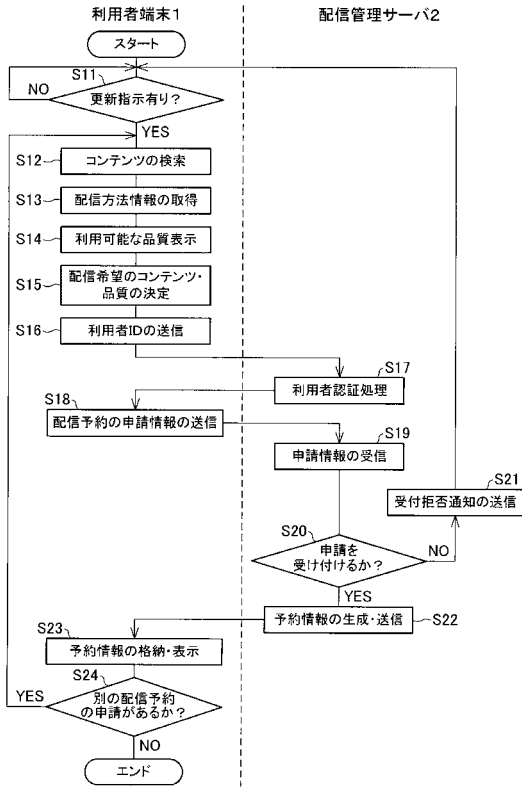 利用者端末1
配信管理サーバ2
スタート
S11
更新指示有り?
NO
YES
S12
コンテンツの検索
S13
配信方法情報の取得
S14
利用可能な品質表示
S15
配信希望のコンテンツ・
品質の決定
S16
利用者IDの送信
S17
利用者認証処理
S18
配信予約の申請情報の送信
S19
申請情報の受信
S21
受付拒否通知の送信
S20
申請を
受け付けるか?
NO
YES
S22
予約情報の生成・送信
S23
予約情報の格納・表示
S24
別の配信予約
の申請があるか?
YES
NO
エンド